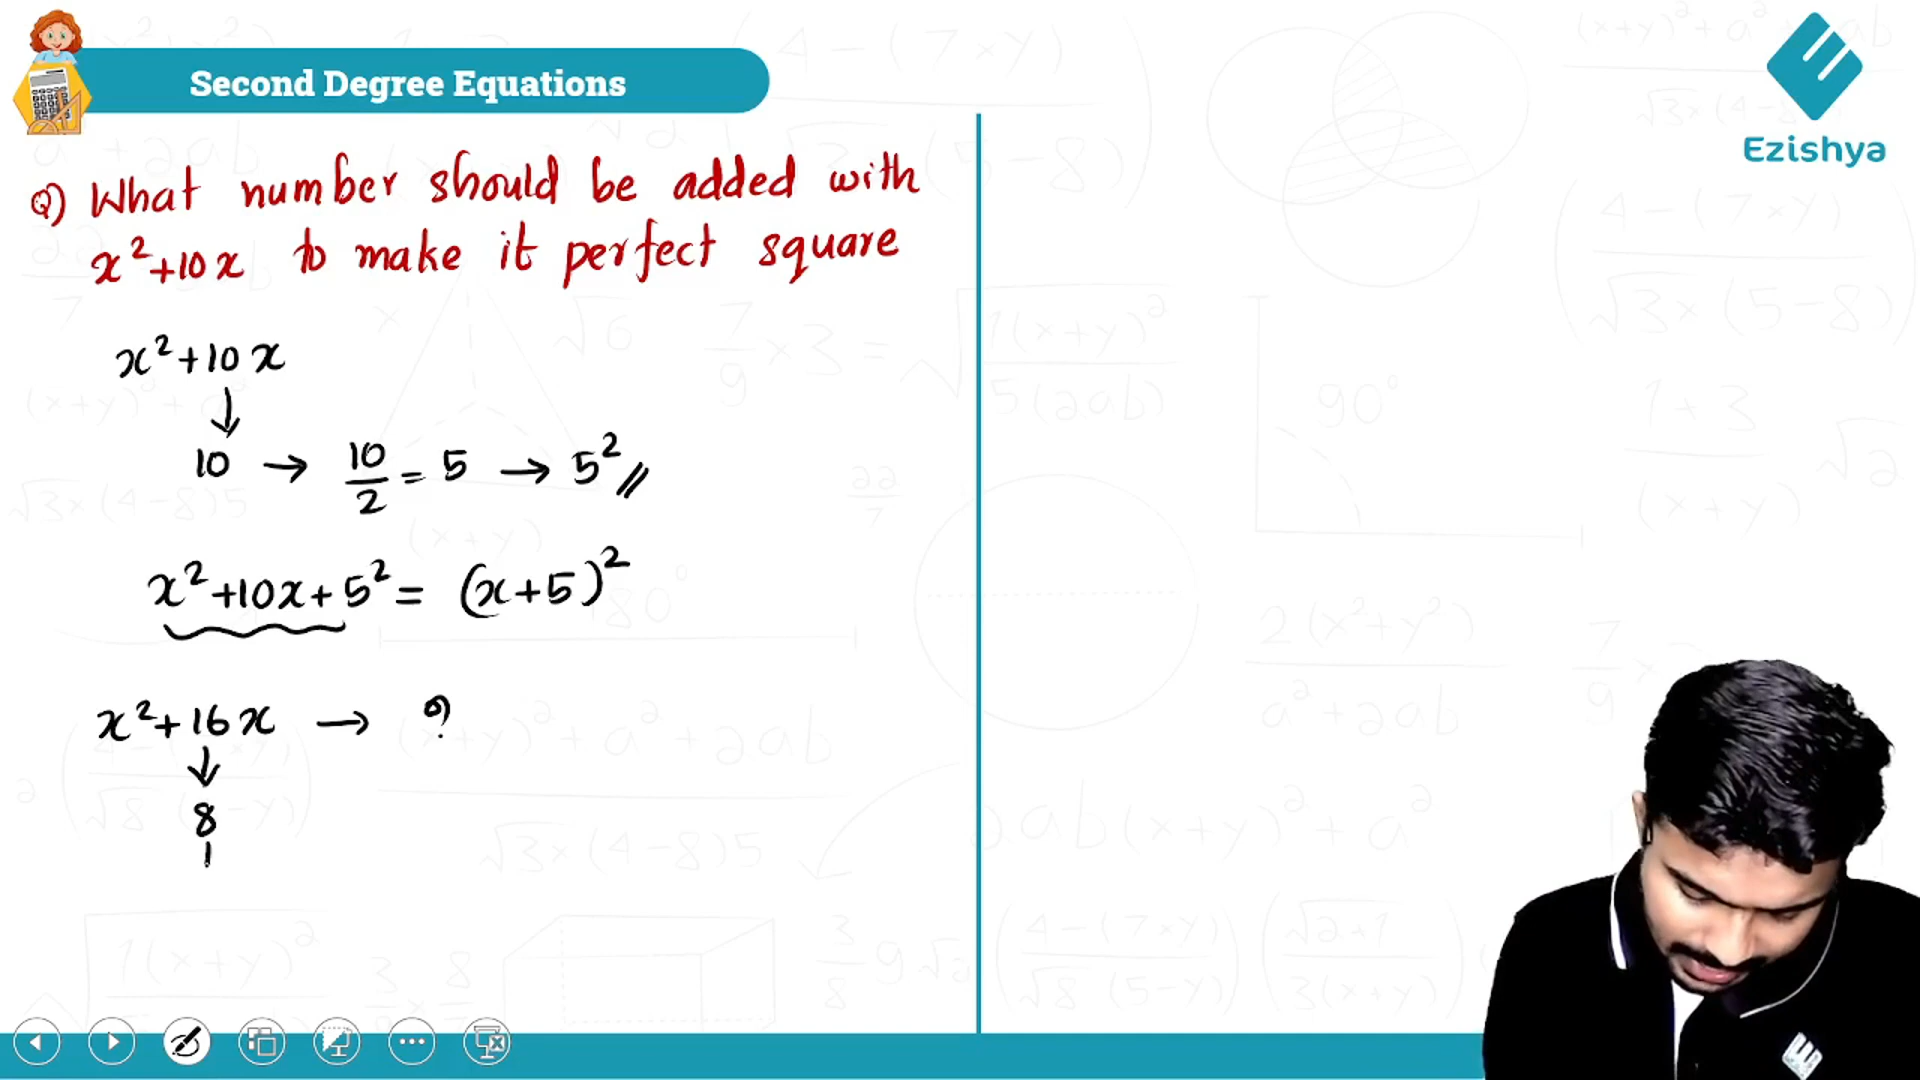 Second Degree Equations
Ezishya
Q) What number should be added with
x²+10x to make it perfect square
x²+10x
↓
10 → 10/2 = 5 → 5²//
x²+10x+5² = (x+5)²
x²+16x → ?
↓
8